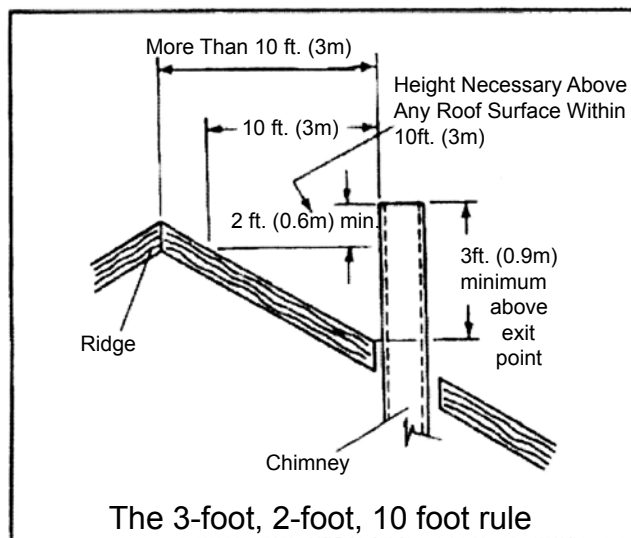 More Than 10 ft. (3m)
Height Necessary Above
Any Roof Surface Within
10ft. (3m)
10 ft. (3m)
2 ft. (0.6m) min.
3ft. (0.9m)
minimum
above
exit
point
Ridge
Chimney
The 3-foot, 2-foot, 10 foot rule